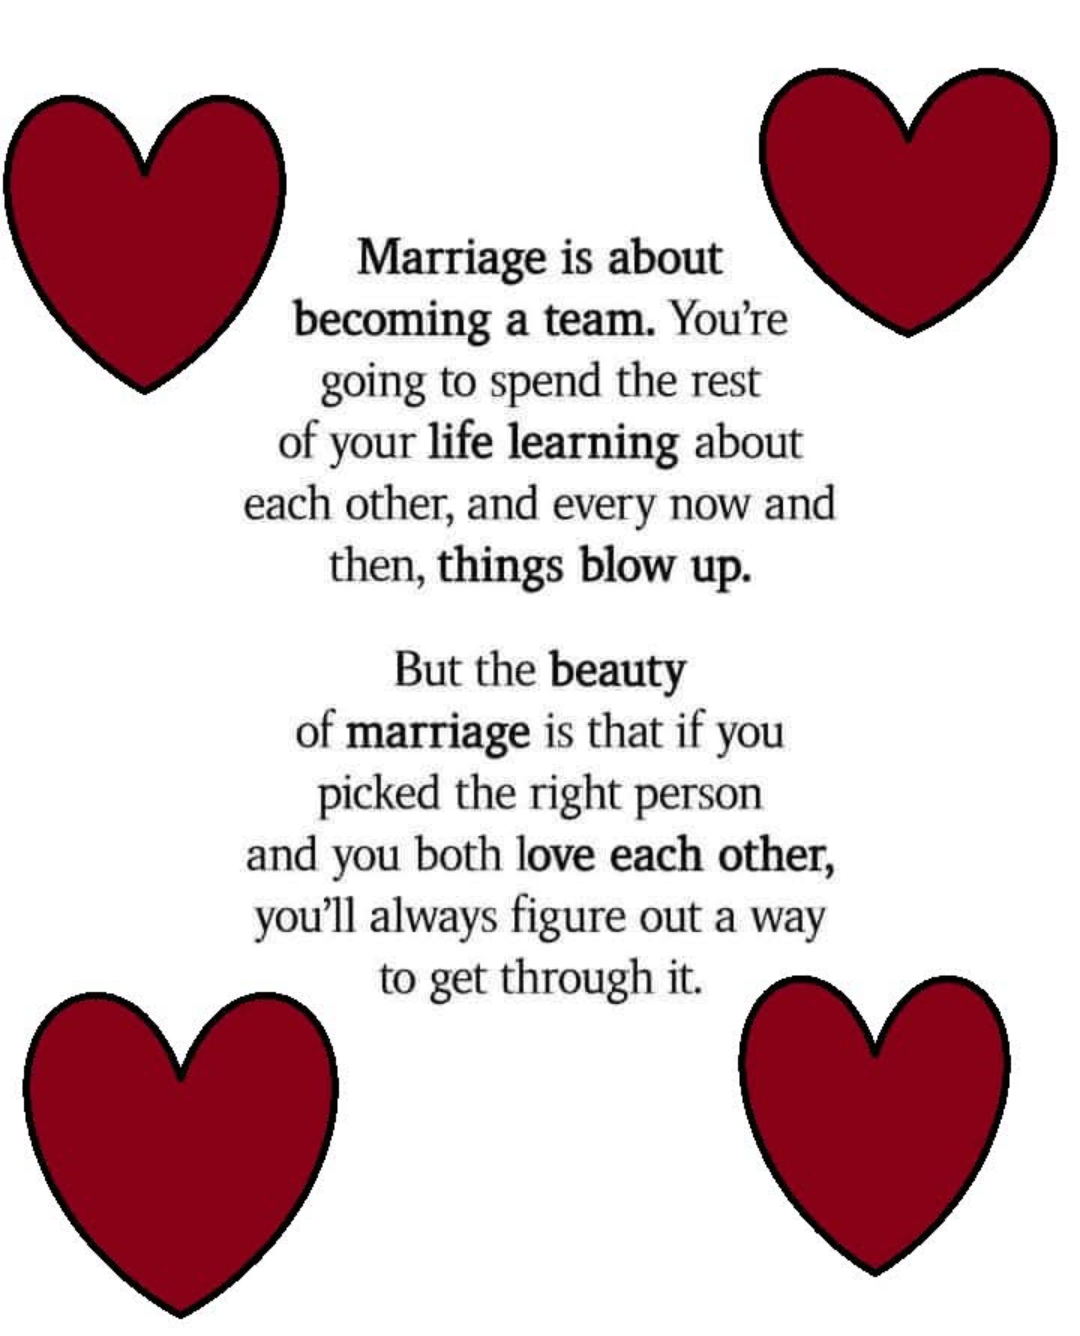 Marriage is about
becoming a team. You’re
going to spend the rest
of your life learning about
each other, and every now and
then, things blow up.
But the beauty
of marriage is that if you
picked the right person
and you both love each other,
you’ll always figure out a way
to get through it.